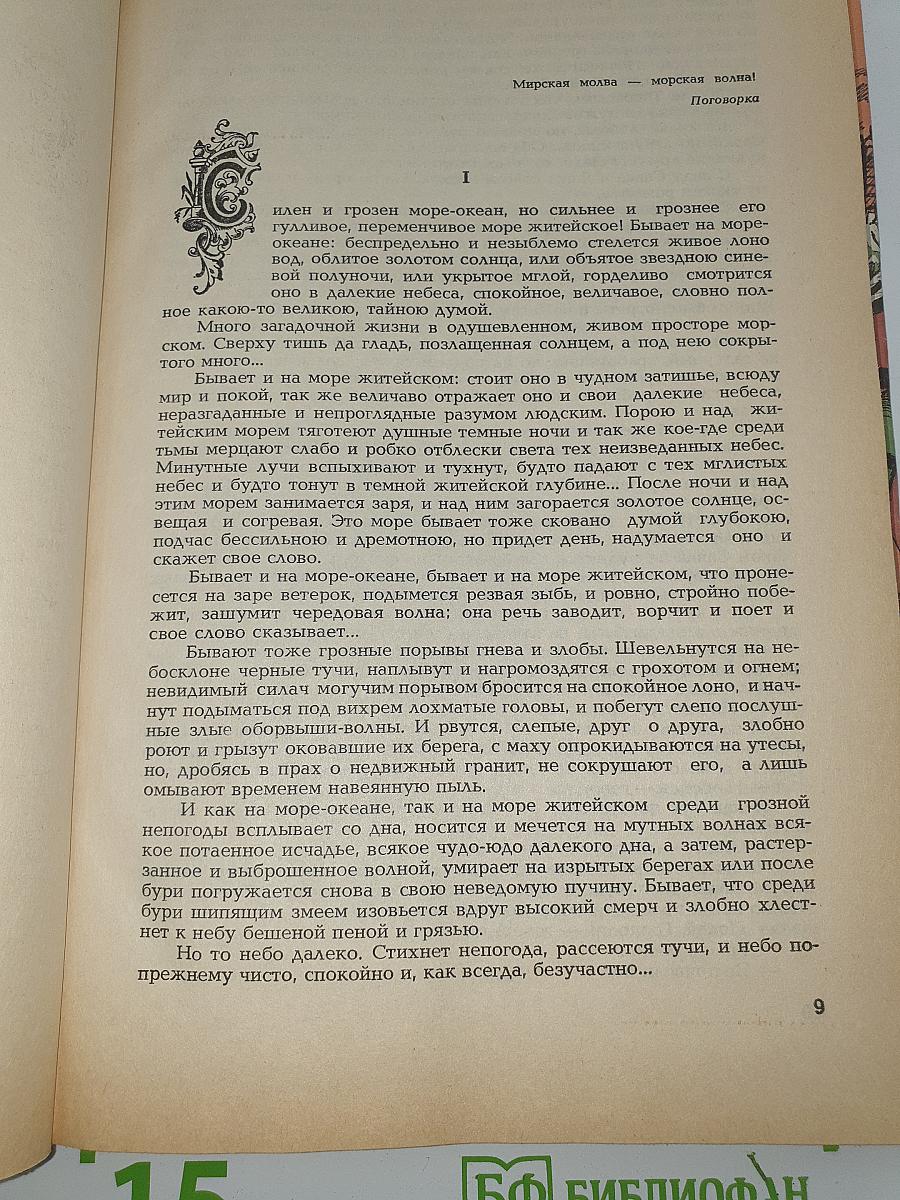 Мирская молва — морская волна!
Поговорка
I
Силен и грозен море-океан, но сильнее и грознее его
гулливое, переменчивое море житейское! Бывает на море-
океане: беспредельно и незыблемо стелется живое лоно
вод, облитое золотом солнца, или объятое звездною сине-
вой полуночи, или укрытое мглой, горделиво смотрится
оно в далекие небеса, спокойное, величавое, словно пол-
ное какою-то великою, тайною думой.
Много загадочной жизни в одушевленном, живом просторе мор-
ском. Сверху тишь да гладь, позлащенная солнцем, а под нею сокры-
того много...
Бывает и на море житейском: стоит оно в чудном затишье, всюду
мир и покой, так же величаво отражает оно и свои далекие небеса,
неразгаданные и непроглядные разумом людским. Порою и над жи-
тейским морем тяготеют душные темные ночи и так же кое-где среди
тьмы мерцают слабо и робко отблески света тех неизведанных небес.
Минутные лучи вспыхивают и тухнут, будто падают с тех мглистых
небес и будто тонут в темной житейской глубине... После ночи и над
этим морем занимается заря, и над ним загорается золотое солнце, ос-
вещая и согревая. Это море бывает тоже сковано думой глубокою,
подчас бессильною и дремотною, но придет день, надумается оно и
скажет свое слово.
Бывает и на море-океане, бывает и на море житейском, что проне-
сется на заре ветерок, подымется резвая зыбь, и ровно, стройно побе-
жит, зашумит чередовая волна; она речь заводит, ворчит и поет и
свое слово сказывает...
Бывают тоже грозные порывы гнева и злобы. Шевельнутся на не-
босклоне черные тучи, наплывут и нагромоздятся с грохотом и огнем;
невидимый силач могучим порывом бросится на спокойное лоно, и нач-
нут подыматься под вихрем лохматые головы, и побегут слепо послуш-
ные злые оборвыши-волны. И рвутся, слепые, друг о друга, злобно
роют и грызут оковавшие их берега, с маху опрокидываются на утесы,
но, дробясь в прах о недвижный гранит, не сокрушают его, а лишь
омывают временем навеянную пыль.
И как на море-океане, так и на море житейском среди грозной
непогоды всплывает со дна, носится и мечется на мутных волнах вся-
кое потаенное исчадье, всякое чудо-юдо далекого дна, а затем, растер-
занное и выброшенное волной, умирает на изрытых берегах или после
бури погружается снова в свою неведомую пучину. Бывает, что среди
бури шипящим змеем изовьется вдруг высокий смерч и злобно хлест-
нет к небу бешеной пеной и грязью.
Но то небо далеко. Стихнет непогода, рассеются тучи, и небо по-
прежнему чисто, спокойно и, как всегда, безучастно...
9
15
БФ БИБЛИОФИН